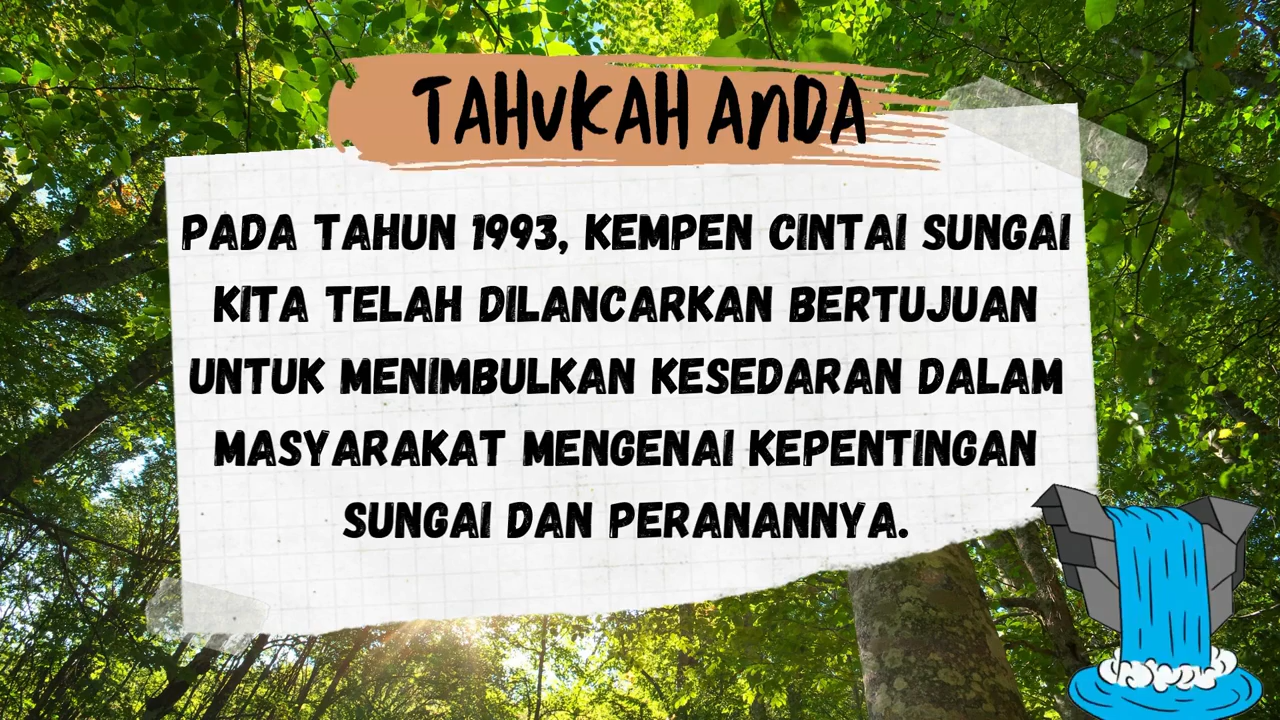 TAHUKAH ANDA
PADA TAHUN 1993, KEMPEN CINTAI SUNGAI
KITA TELAH DILANCARKAN BERTUJUAN
UNTUK MENIMBULKAN KESEDARAN DALAM
MASYARAKAT MENGENAI KEPENTINGAN
SUNGAI DAN PERANANNYA.